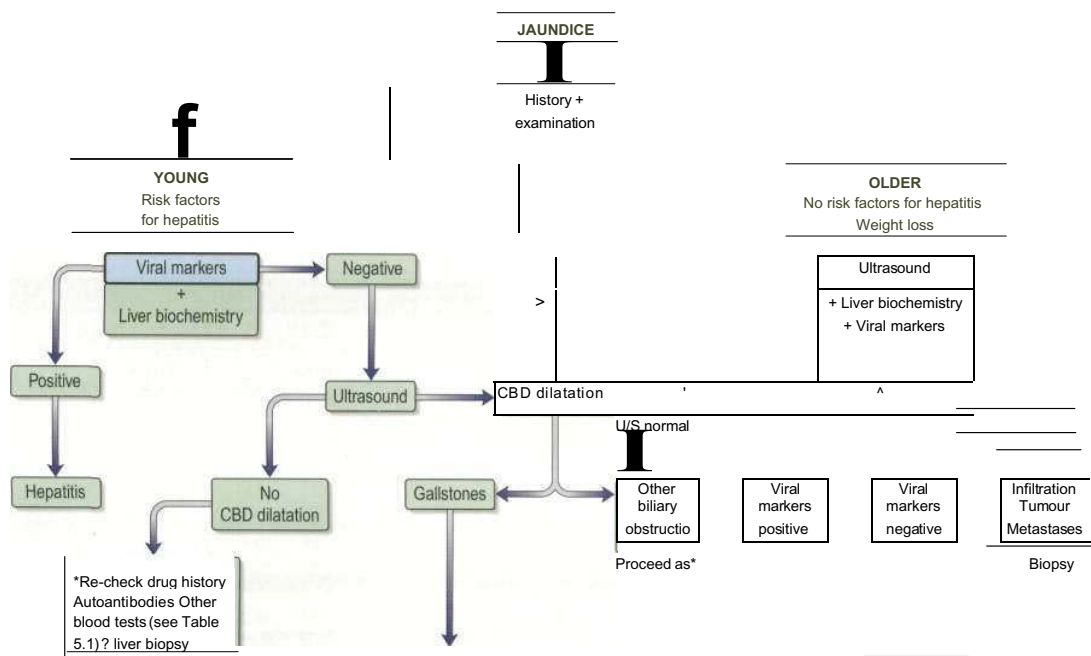 JAUNDICE
I
History +
examination
f
YOUNG
Risk factors
for hepatitis
OLDER
No risk factors for hepatitis
Weight loss
Viral markers
+
Liver biochemistry
Negative
>
Ultrasound
+ Liver biochemistry
+ Viral markers
Positive
Ultrasound
CBD dilatation ' ^
U/S normal
I
Hepatitis
No
CBD dilatation
Gallstones
Other
biliary
obstructio
Viral
markers
positive
Viral
markers
negative
Infiltration
Tumour
Metastases
Proceed as*
Biopsy
*Re-check drug history
Autoantibodies Other
blood tests (see Table
5.1) ? liver biopsy